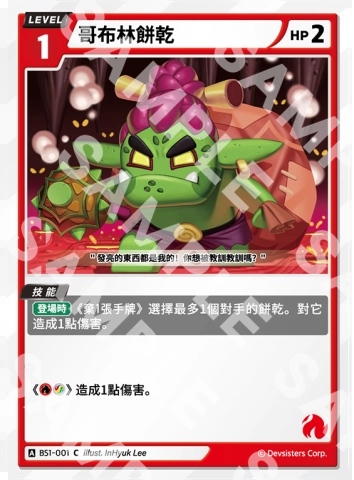 LEVEL
1
哥布林餅乾
HP 2
"發亮的東西都是我的！你想被教訓教訓嗎？"
技能
登場時《棄1張手牌》選擇最多1個對手的餅乾。對它
造成1點傷害。
《》造成1點傷害。
A BS1-001 C illust. InHyuk Lee
© Devsisters Corp.
SAMPLE